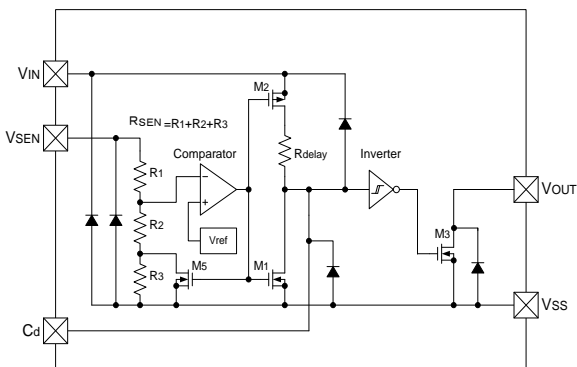 VIN
M2
RSEN=R1+R2+R3
VSEN
Comparator
Rdelay
Inverter
R1
VOUT
R2
Vref
M3
R3
M5
M1
VSS
Cd
−
+